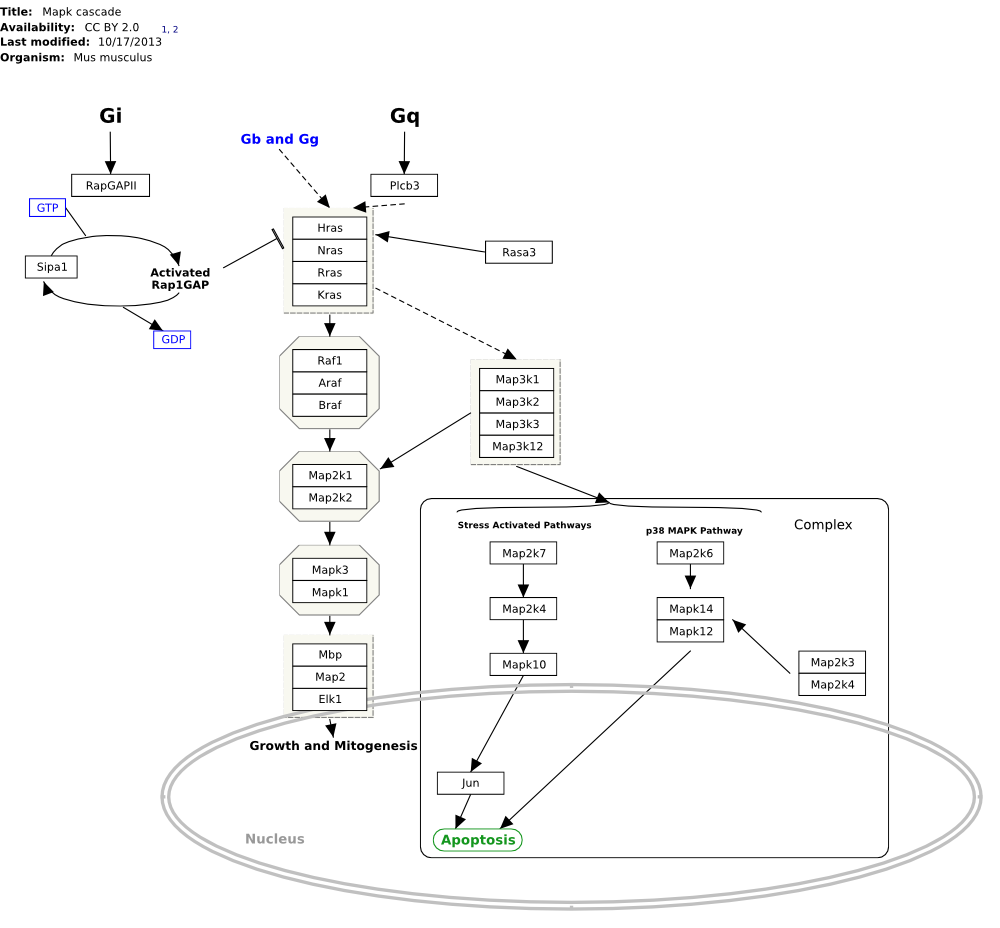 Title: Mapk cascade
Availability: CC BY 2.0 1, 2
Last modified: 10/17/2013
Organism: Mus musculus
Gi
Gq
Gb and Gg
RapGAPII
Plcb3
GTP
Hras
Nras
Rras
Kras
Rasa3
Sipa1
Activated
Rap1GAP
GDP
Raf1
Araf
Braf
Map3k1
Map3k2
Map3k3
Map3k12
Map2k1
Map2k2
Stress Activated Pathways
p38 MAPK Pathway
Complex
Map2k7
Map2k6
Mapk3
Mapk1
Map2k4
Mapk14
Mapk12
Mbp
Map2
Elk1
Mapk10
Map2k3
Map2k4
Growth and Mitogenesis
Jun
Nucleus
Apoptosis